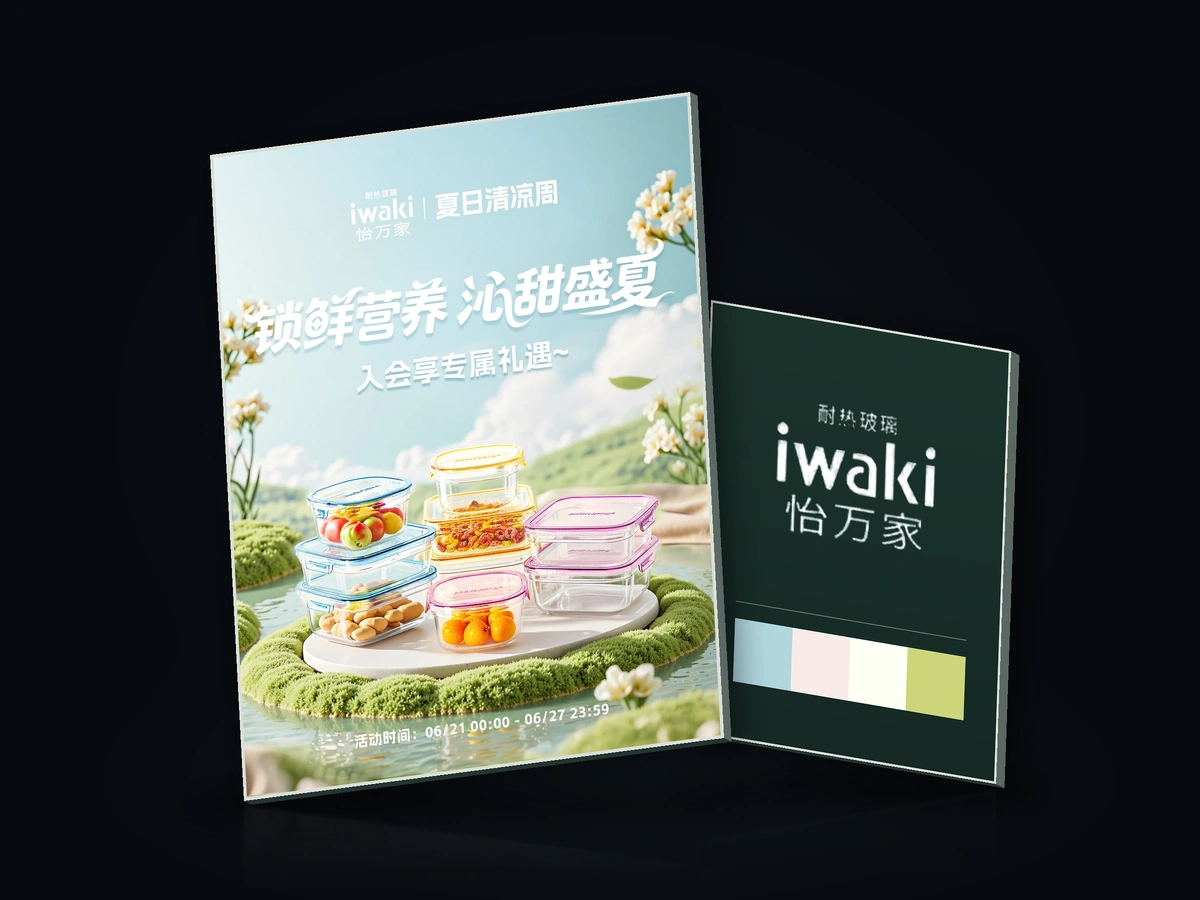 耐热玻璃
iwaki
怡万家
夏日清凉周
锁鲜营养 沁甜盛夏
入会享专属礼遇~
活动时间：06/21 00:00 - 06/27 23:59
耐热玻璃
iwaki
怡万家